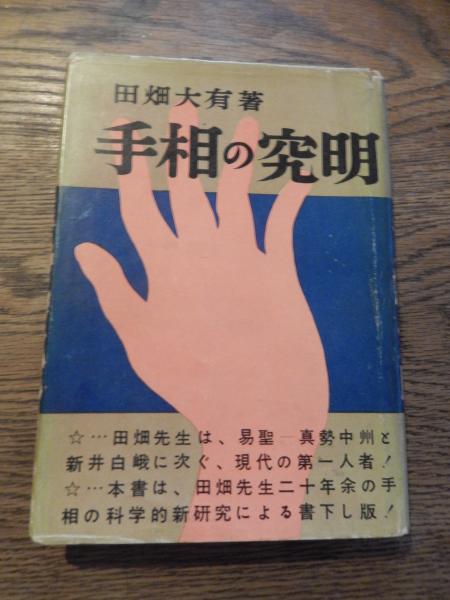 田畑大有著
手相の究明
☆…田畑先生は、易聖─真勢中州と
新井白峨に次ぐ、現代の第一人者!
☆…本書は、田畑先生二十年余の手
相の科学的新研究による書下し版!